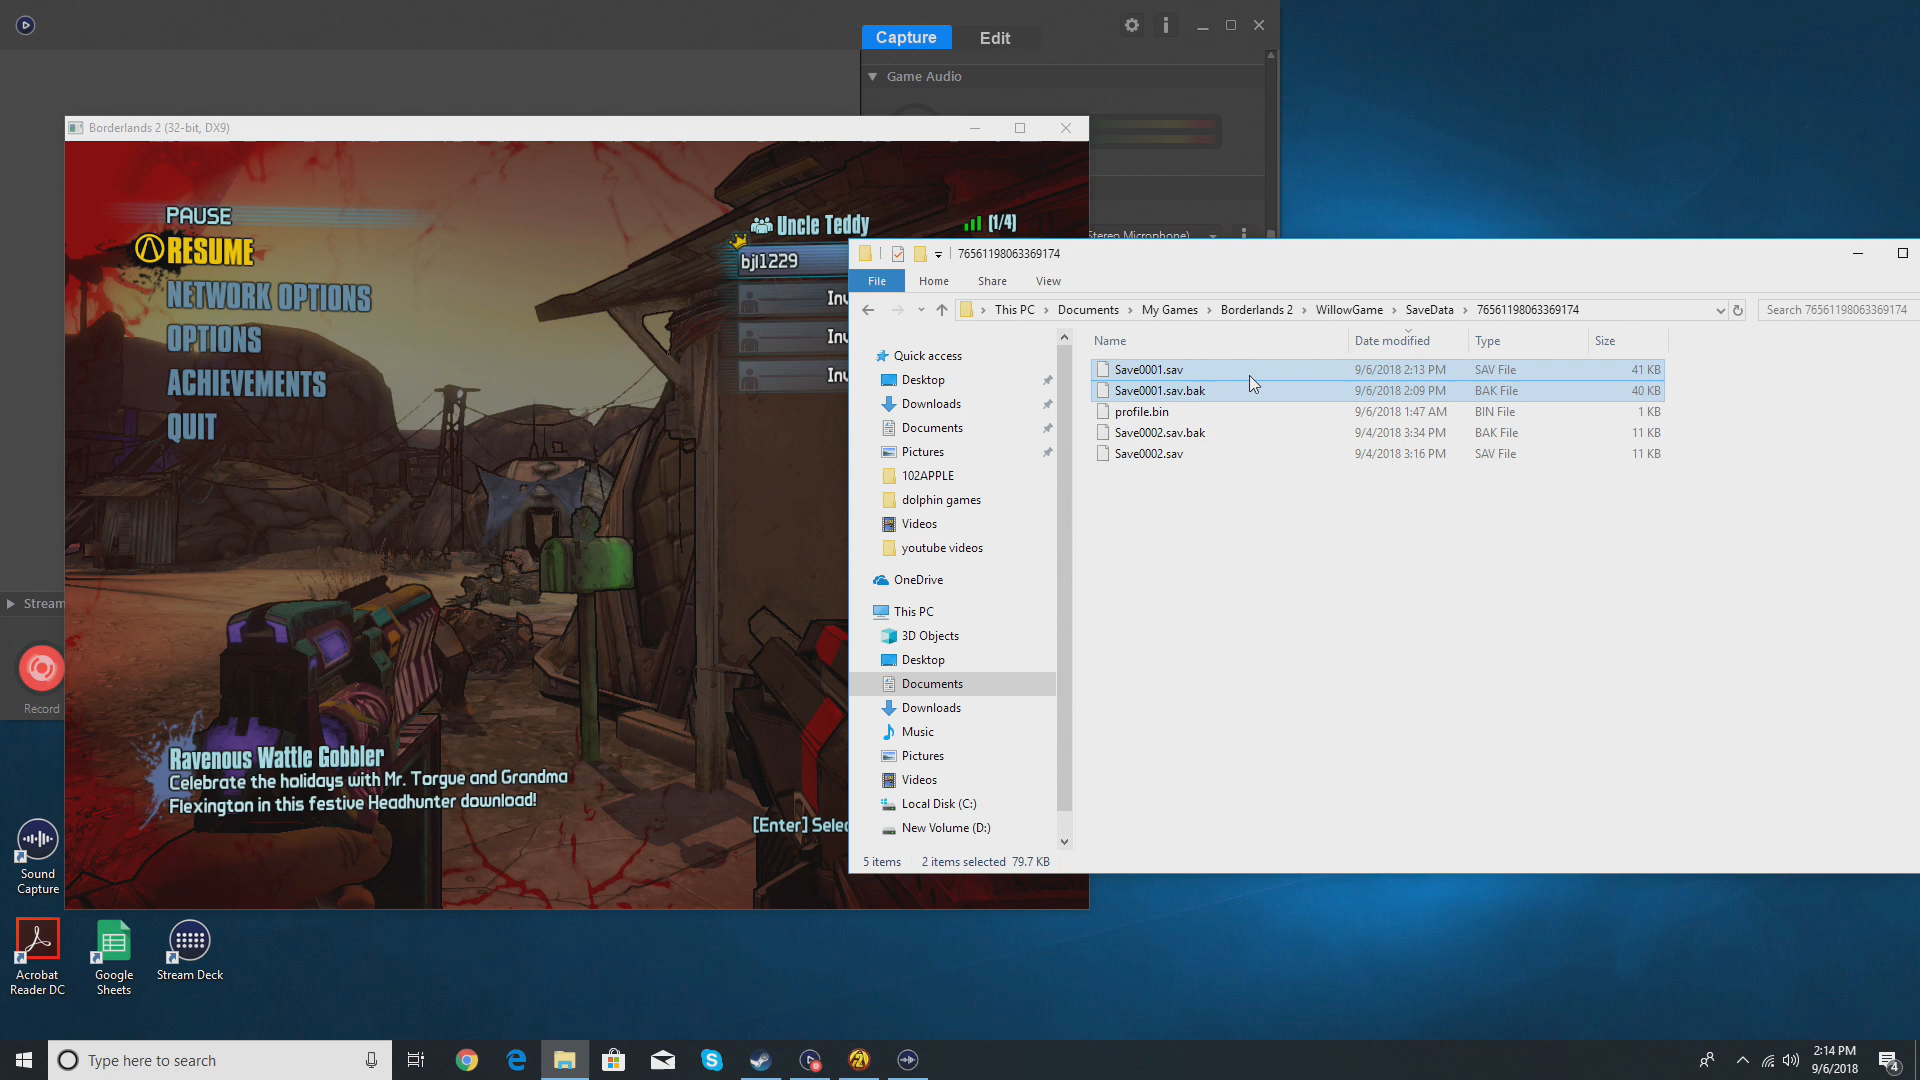 Capture
Edit
Game Audio
Borderlands 2 (32-bit, DX9)
PAUSE
RESUME
NETWORK OPTIONS
OPTIONS
ACHIEVEMENTS
QUIT
Uncle Teddy
(1/4)
bjl1229
Inv
Inv
Inv
Ravenous Wattle Gobbler
Celebrate the holidays with Mr. Torgue and Grandma
Flexington in this festive Headhunter download!
[Enter] Selec
Stereo Microphone)
76561198063369174
File
Home
Share
View
This PC
Documents
My Games
Borderlands 2
WillowGame
SaveData
76561198063369174
Search 76561198063369174
Name
Date modified
Type
Size
Save0001.sav
9/6/2018 2:13 PM
SAV File
41 KB
Save0001.sav.bak
9/6/2018 2:09 PM
BAK File
40 KB
profile.bin
9/6/2018 1:47 AM
BIN File
1 KB
Save0002.sav.bak
9/4/2018 3:34 PM
BAK File
11 KB
Save0002.sav
9/4/2018 3:16 PM
SAV File
11 KB
Quick access
Desktop
Downloads
Documents
Pictures
102APPLE
dolphin games
Videos
youtube videos
OneDrive
This PC
3D Objects
Desktop
Documents
Downloads
Music
Pictures
Videos
Local Disk (C:)
New Volume (D:)
5 items
2 items selected 79.7 KB
Stream
Record
Sound
Capture
Acrobat
Reader DC
Google
Sheets
Stream Deck
Type here to search
2:14 PM
9/6/2018
4